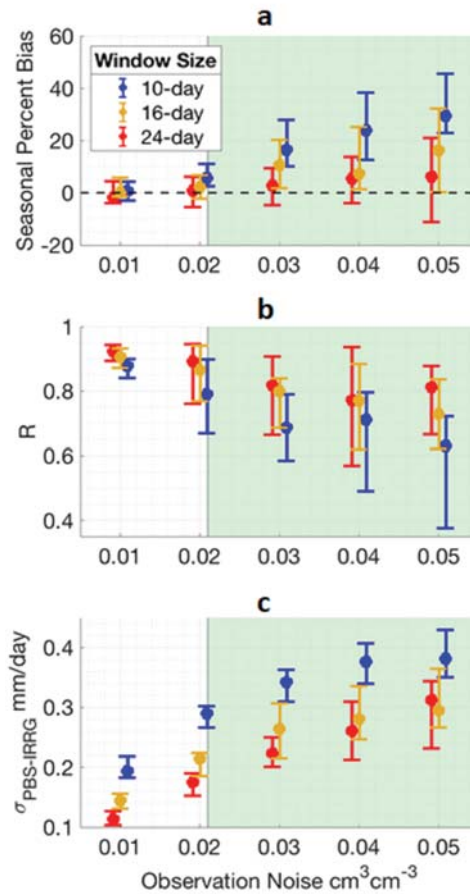 a
Seasonal Percent Bias
60
40
20
0
-20
Window Size
10-day
16-day
24-day
0.01 0.02 0.03 0.04 0.05
b
R
1
0.8
0.6
0.4
0.01 0.02 0.03 0.04 0.05
c
σPBS-IRRG mm/day
0.4
0.3
0.2
0.1
0.01 0.02 0.03 0.04 0.05
Observation Noise cm³cm⁻³